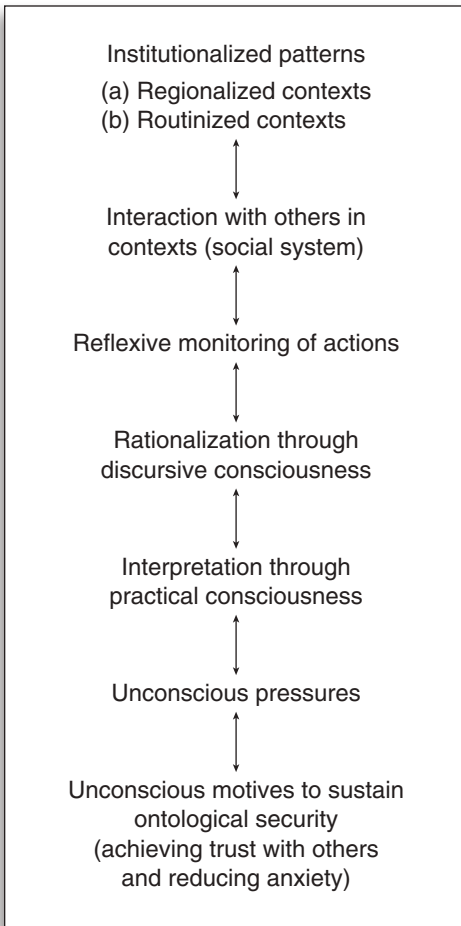 Institutionalized patterns
(a) Regionalized contexts
(b) Routinized contexts
Interaction with others in
contexts (social system)
Reflexive monitoring of actions
Rationalization through
discursive consciousness
Interpretation through
practical consciousness
Unconscious pressures
Unconscious motives to sustain
ontological security
(achieving trust with others
and reducing anxiety)